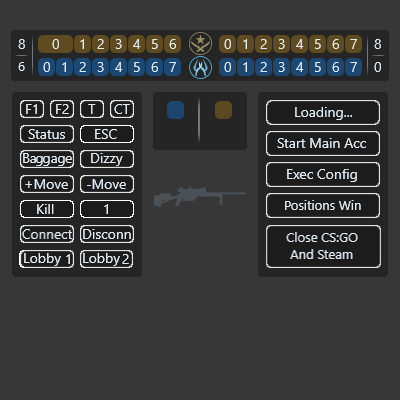 8 0 1 2 3 4 5 6 0 1 2 3 4 5 6 7 8
6 0 1 2 3 4 5 6 7 0 1 2 3 4 5 6 7 0
F1 F2 T CT
Status ESC
Baggage Dizzy
+Move -Move
Kill 1
Connect Disconn
Lobby 1 Lobby 2
Loading...
Start Main Acc
Exec Config
Positions Win
Close CS:GO
And Steam